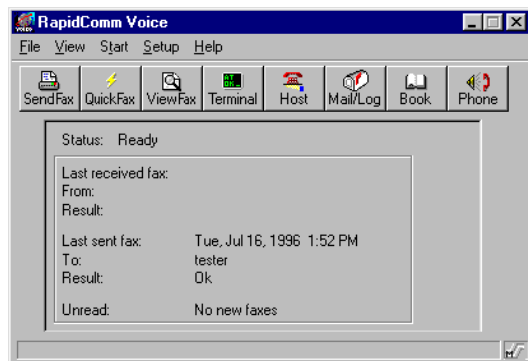 RapidComm Voice
File View Start Setup Help
SendFax QuickFax ViewFax Terminal Host Mail/Log Book Phone
Status: Ready
Last received fax:
From:
Result:
Last sent fax: Tue, Jul 16, 1996 1:52 PM
To: tester
Result: Ok
Unread: No new faxes